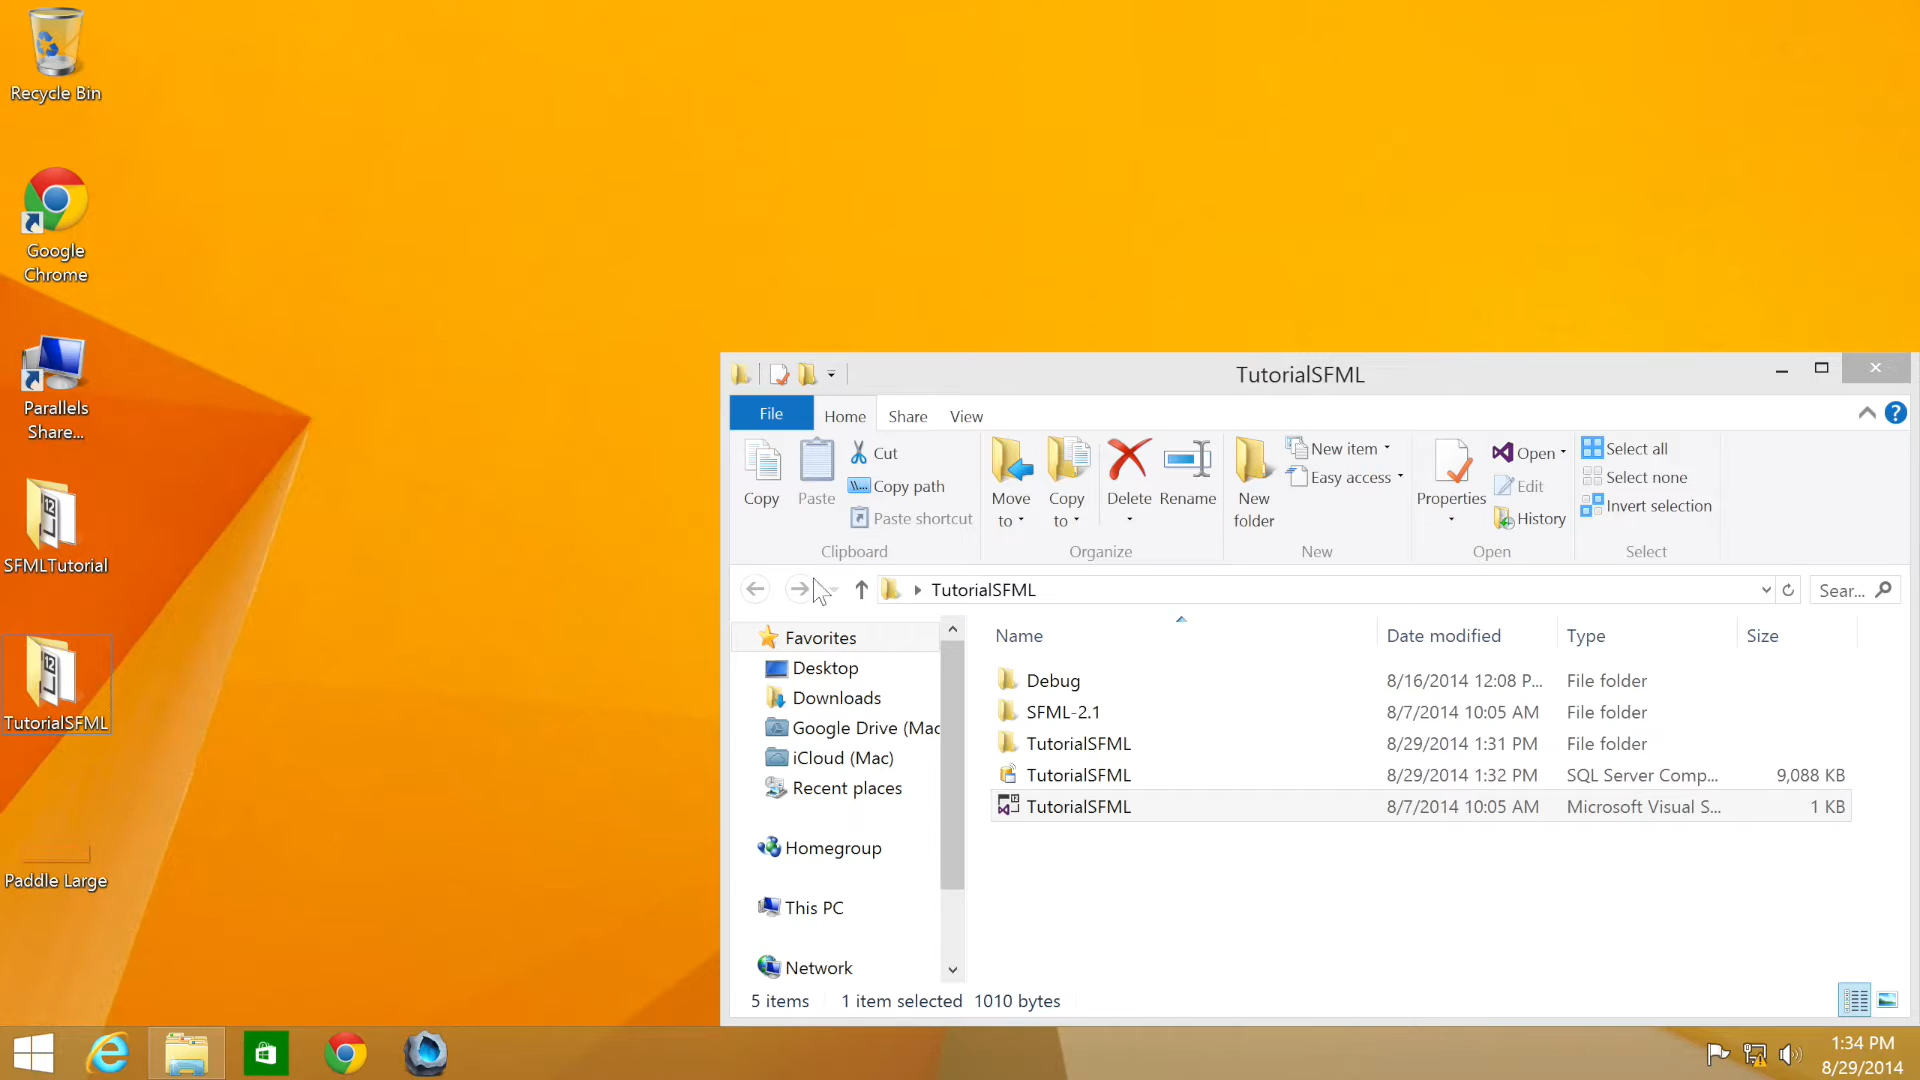 Recycle Bin
Google
Chrome
Parallels
Share...
SFMLTutorial
TutorialSFML
Paddle Large
TutorialSFML
File
Home
Share
View
Copy
Paste
Cut
Copy path
Paste shortcut
Clipboard
Move
to
Copy
to
Delete
Rename
Organize
New
folder
New item
Easy access
New
Properties
Open
Edit
History
Open
Select all
Select none
Invert selection
Select
TutorialSFML
Sear...
Favorites
Desktop
Downloads
Google Drive (Mac
iCloud (Mac)
Recent places
Homegroup
This PC
Network
Name Date modified Type Size
Debug 8/16/2014 12:08 P... File folder
SFML-2.1 8/7/2014 10:05 AM File folder
TutorialSFML 8/29/2014 1:31 PM File folder
TutorialSFML 8/29/2014 1:32 PM SQL Server Comp... 9,088 KB
TutorialSFML 8/7/2014 10:05 AM Microsoft Visual S... 1 KB
5 items 1 item selected 1010 bytes
1:34 PM
8/29/2014